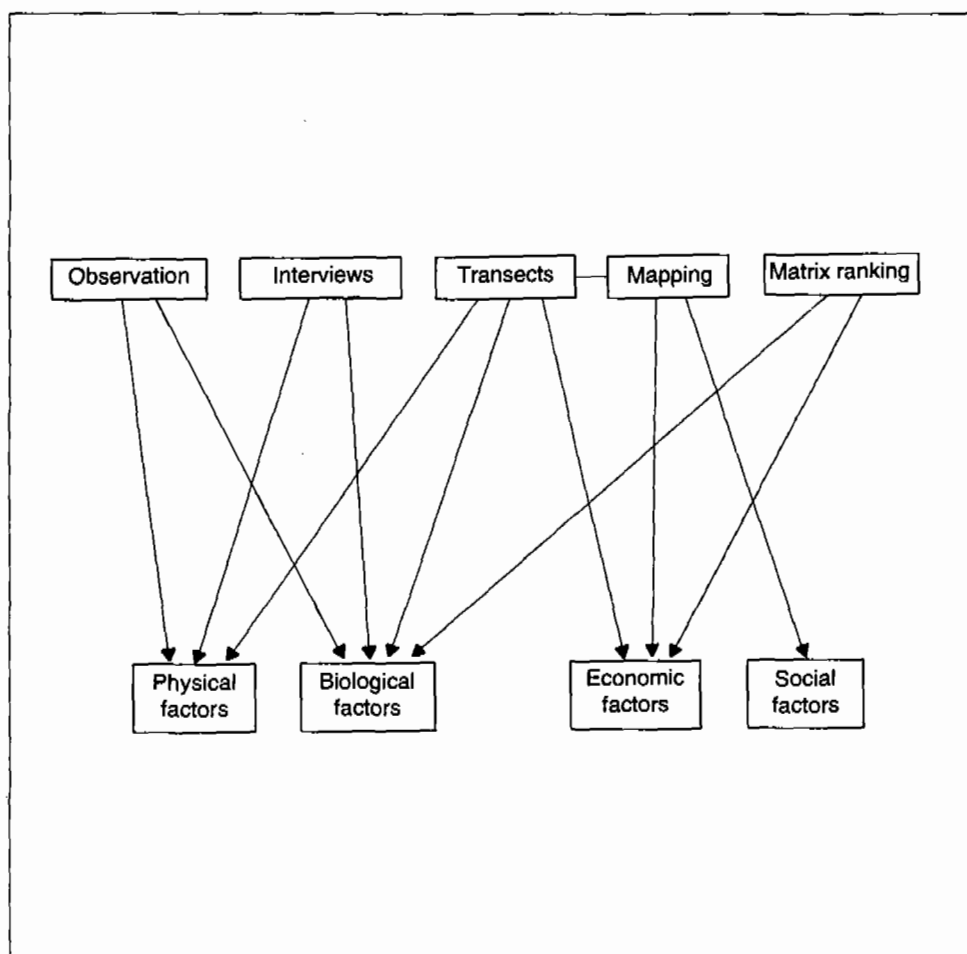 Observation
Interviews
Transects
Mapping
Matrix ranking
Physical
factors
Biological
factors
Economic
factors
Social
factors